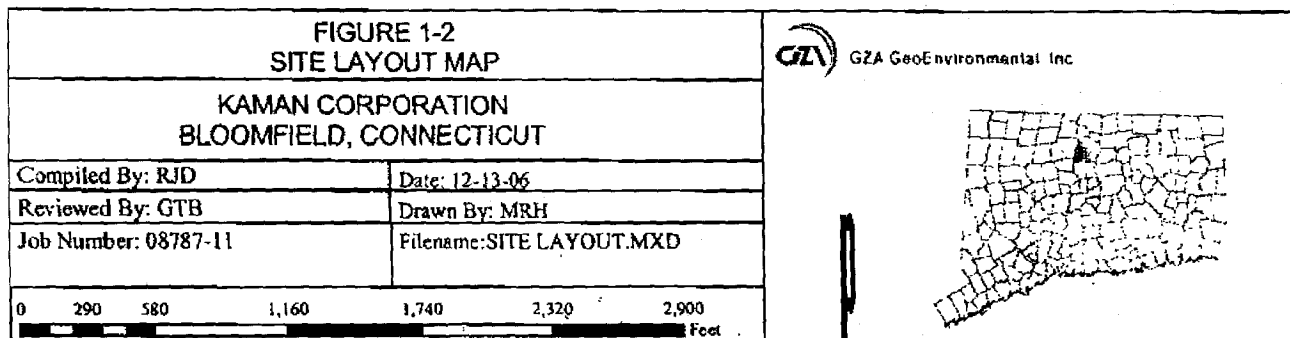 FIGURE 1-2
SITE LAYOUT MAP
KAMAN CORPORATION
BLOOMFIELD, CONNECTICUT
Compiled By: RJD
Date: 12-13-06
Reviewed By: GTB
Drawn By: MRH
Job Number: 08787-11
Filename:SITE LAYOUT.MXD
0 290 580 1,160 1,740 2,320 2,900
Feet
GZA
GZA GeoEnvironmental Inc